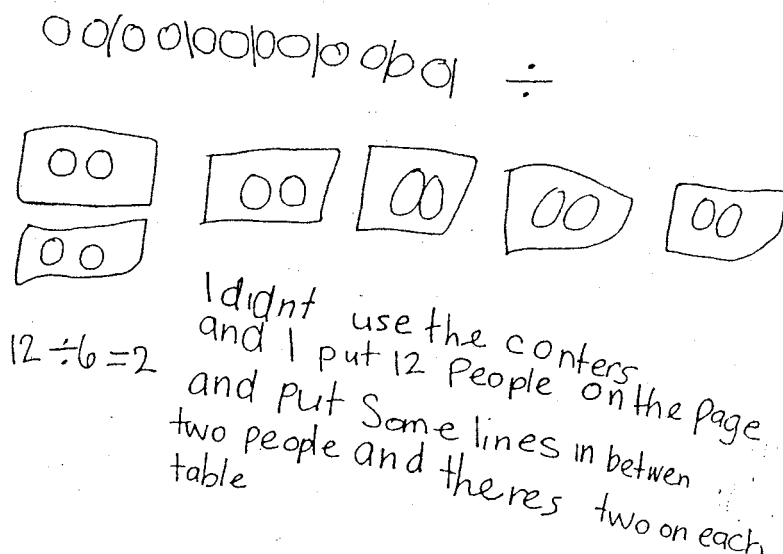 ÷
12 ÷ 6 = 2
I didnt use the conters
and I put 12 people on the page
and put Some lines in betwen
two people and theres two on each
table